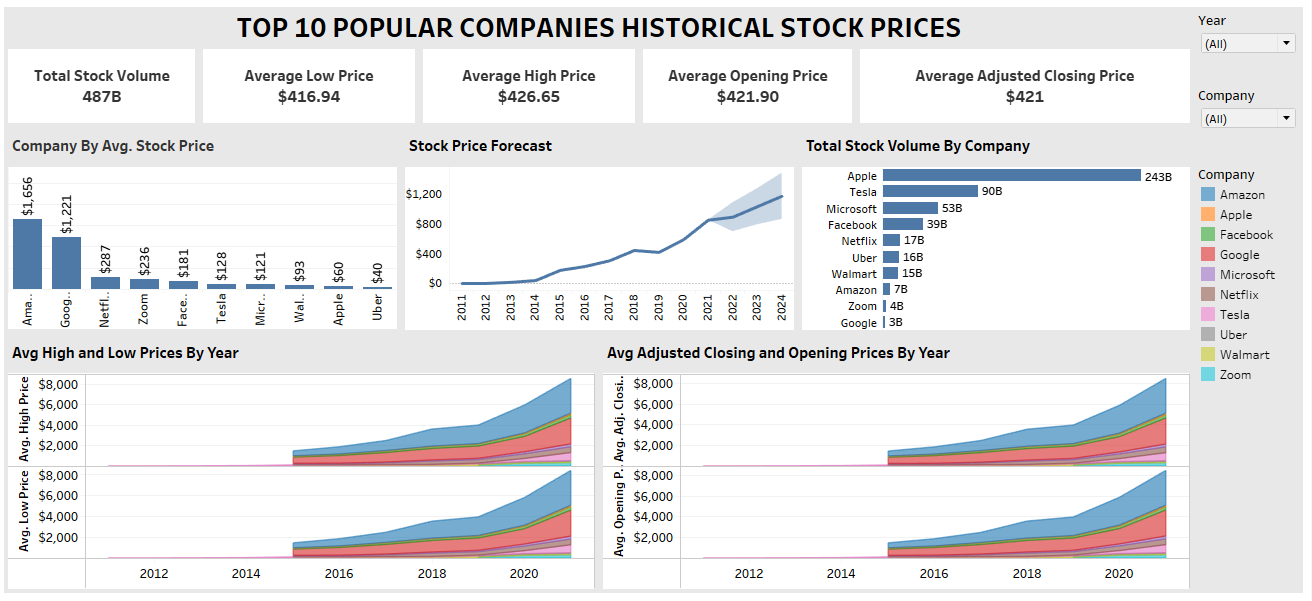 TOP 10 POPULAR COMPANIES HISTORICAL STOCK PRICES
Year
(All)
Total Stock Volume
487B
Average Low Price
$416.94
Average High Price
$426.65
Average Opening Price
$421.90
Average Adjusted Closing Price
$421
Company
(All)
Company By Avg. Stock Price
$1,656
$1,221
$287
$236
$181
$128
$121
$93
$60
$40
Ama..
Goog..
Netfl..
Zoom
Face..
Tesla
Micr..
Wal..
Apple
Uber
Stock Price Forecast
$1,200
$800
$400
$0
2011
2012
2013
2014
2015
2016
2017
2018
2019
2020
2021
2022
2023
2024
Total Stock Volume By Company
Apple 243B
Tesla 90B
Microsoft 53B
Facebook 39B
Netflix 17B
Uber 16B
Walmart 15B
Amazon 7B
Zoom 4B
Google 3B
Company
Amazon
Apple
Facebook
Google
Microsoft
Netflix
Tesla
Uber
Walmart
Zoom
Avg High and Low Prices By Year
Avg. High Price
$8,000
$6,000
$4,000
$2,000
Avg. Low Price
$8,000
$6,000
$4,000
$2,000
2012 2014 2016 2018 2020
Avg Adjusted Closing and Opening Prices By Year
Avg. Adj. Closi..
$8,000
$6,000
$4,000
$2,000
Avg. Opening P..
$8,000
$6,000
$4,000
$2,000
2012 2014 2016 2018 2020